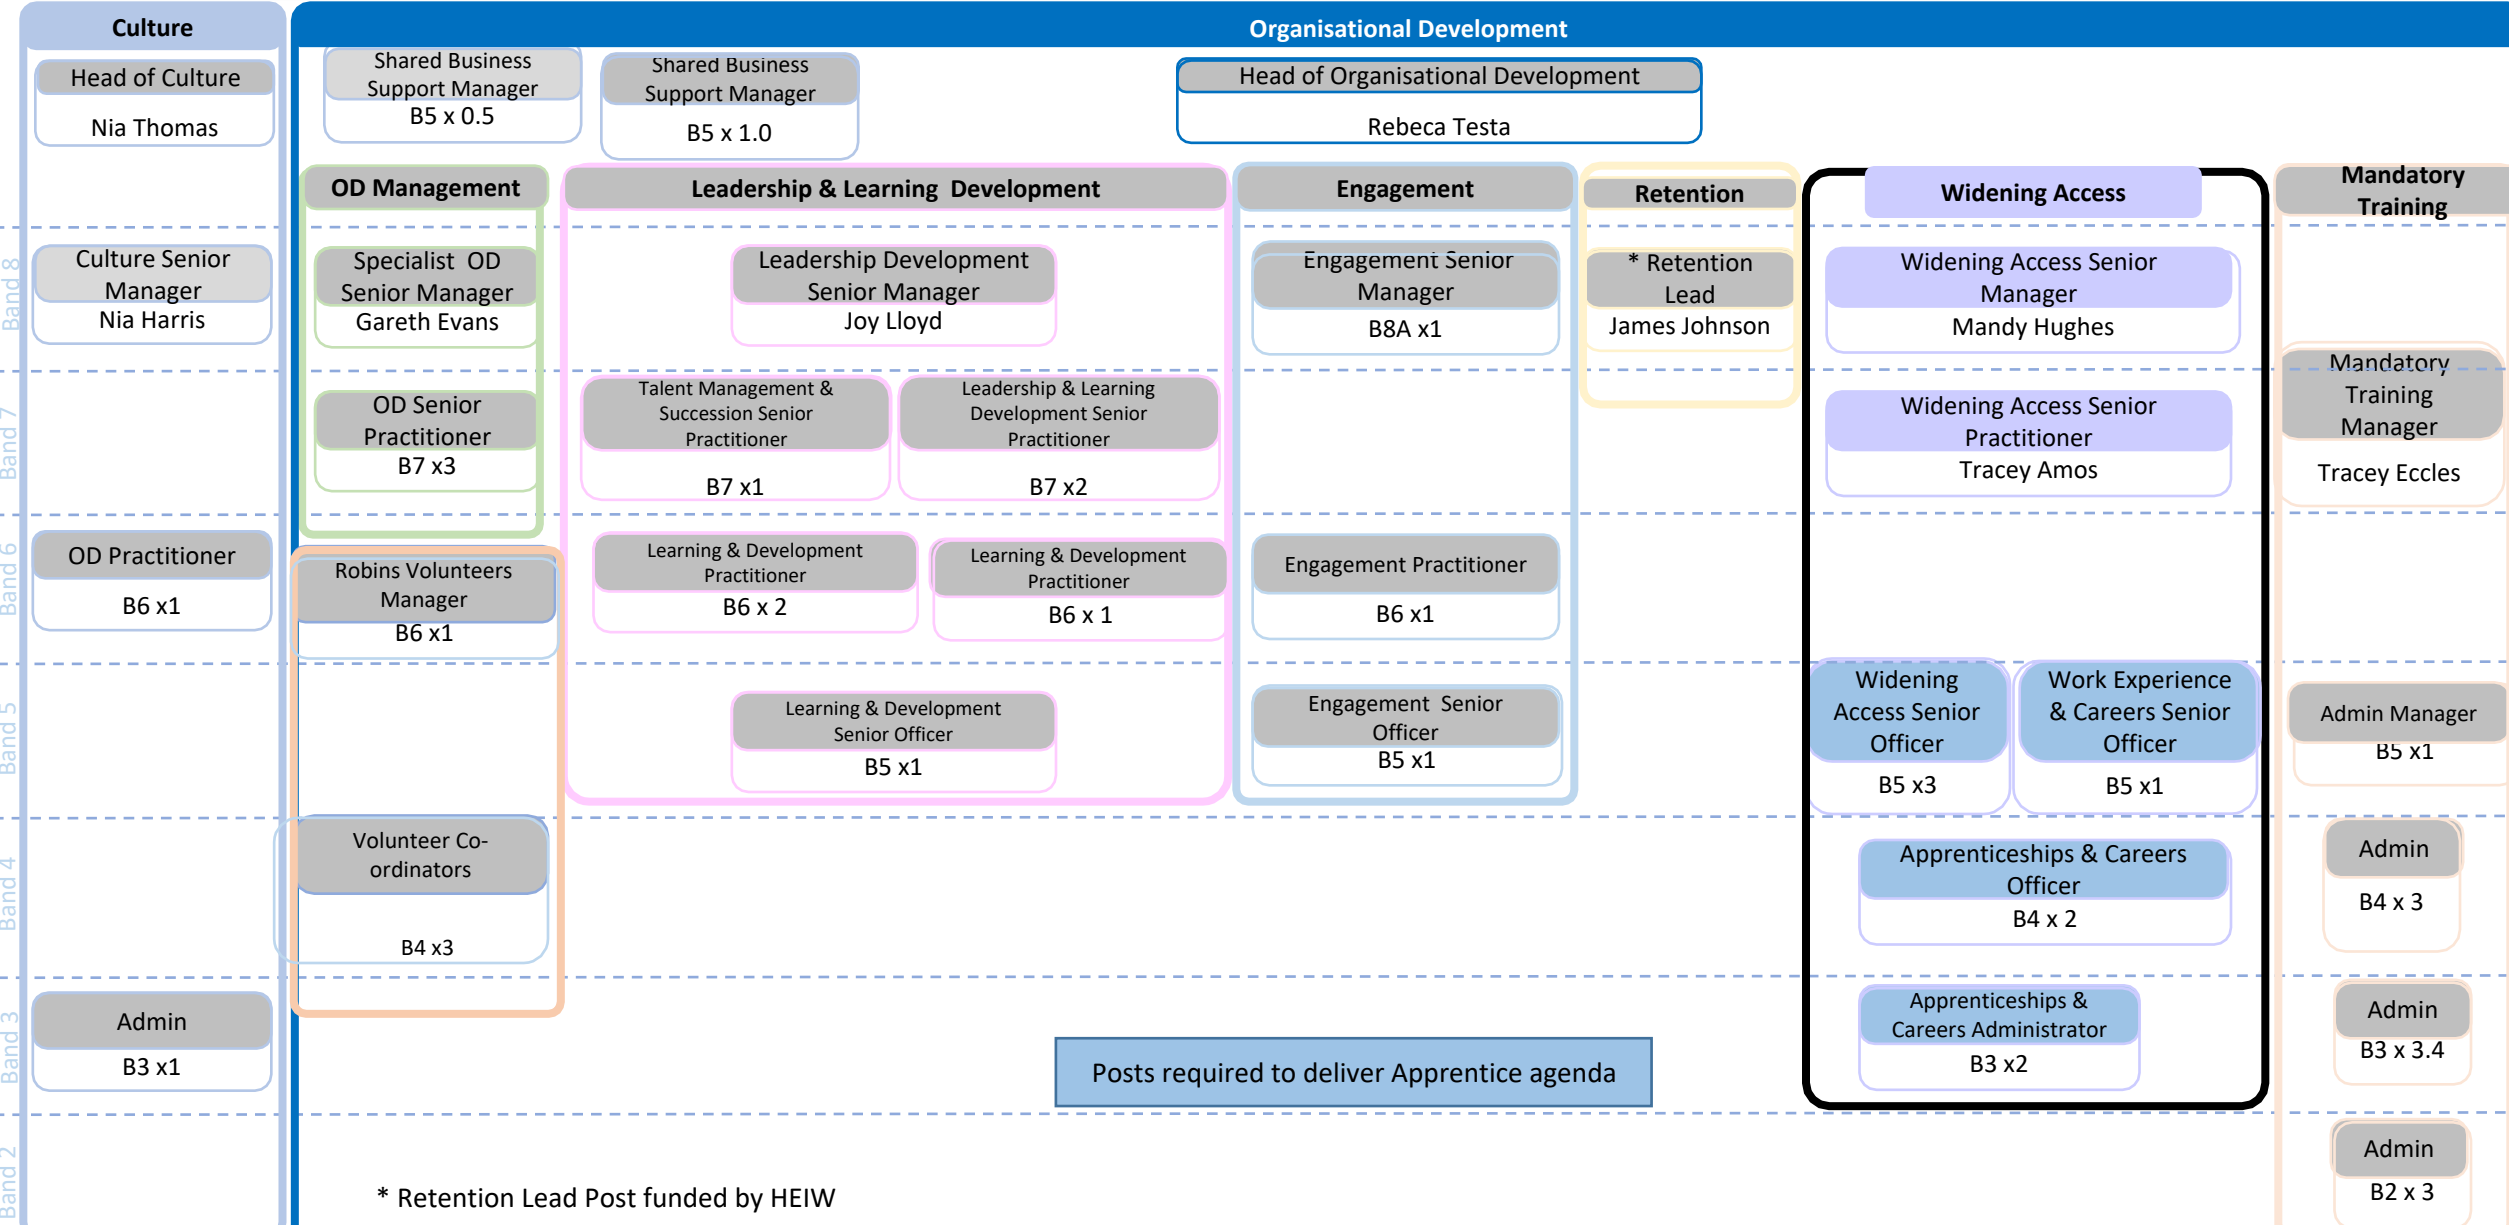 Culture
Organisational Development
Head of Culture
Nia Thomas
Shared Business
Support Manager
B5 x 0.5
Shared Business
Support Manager
B5 x 1.0
Head of Organisational Development
Rebeca Testa
OD Management
Leadership & Learning  Development
Engagement
Retention
Widening Access
Mandatory
Training
Band 8
Culture Senior
Manager
Nia Harris
Specialist  OD
Senior Manager
Gareth Evans
Leadership Development
Senior Manager
Joy Lloyd
Engagement Senior
Manager
B8A x1
* Retention
Lead
James Johnson
Widening Access Senior
Manager
Mandy Hughes
Band 7
OD Senior
Practitioner
B7 x3
Talent Management &
Succession Senior
Practitioner
B7 x1
Leadership & Learning
Development Senior
Practitioner
B7 x2
Widening Access Senior
Practitioner
Tracey Amos
Mandatory
Training
Manager
Tracey Eccles
Band 6
OD Practitioner
B6 x1
Robins Volunteers
Manager
B6 x1
Learning & Development
Practitioner
B6 x 2
Learning & Development
Practitioner
B6 x 1
Engagement Practitioner
B6 x1
Band 5
Learning & Development
Senior Officer
B5 x1
Engagement  Senior
Officer
B5 x1
Widening
Access Senior
Officer
B5 x3
Work Experience
& Careers Senior
Officer
B5 x1
Admin Manager
B5 x1
Band 4
Volunteer Co-
ordinators
B4 x3
Apprenticeships & Careers
Officer
B4 x 2
Admin
B4 x 3
Band 3
Admin
B3 x1
Posts required to deliver Apprentice agenda
Apprenticeships &
Careers Administrator
B3 x2
Admin
B3 x 3.4
Band 2
* Retention Lead Post funded by HEIW
Admin
B2 x 3